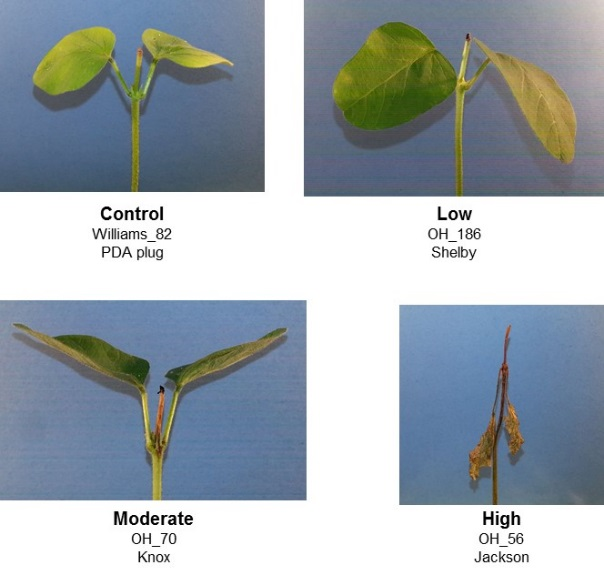 Control
Williams_82
PDA plug
Low
OH_186
Shelby
Moderate
OH_70
Knox
High
OH_56
Jackson